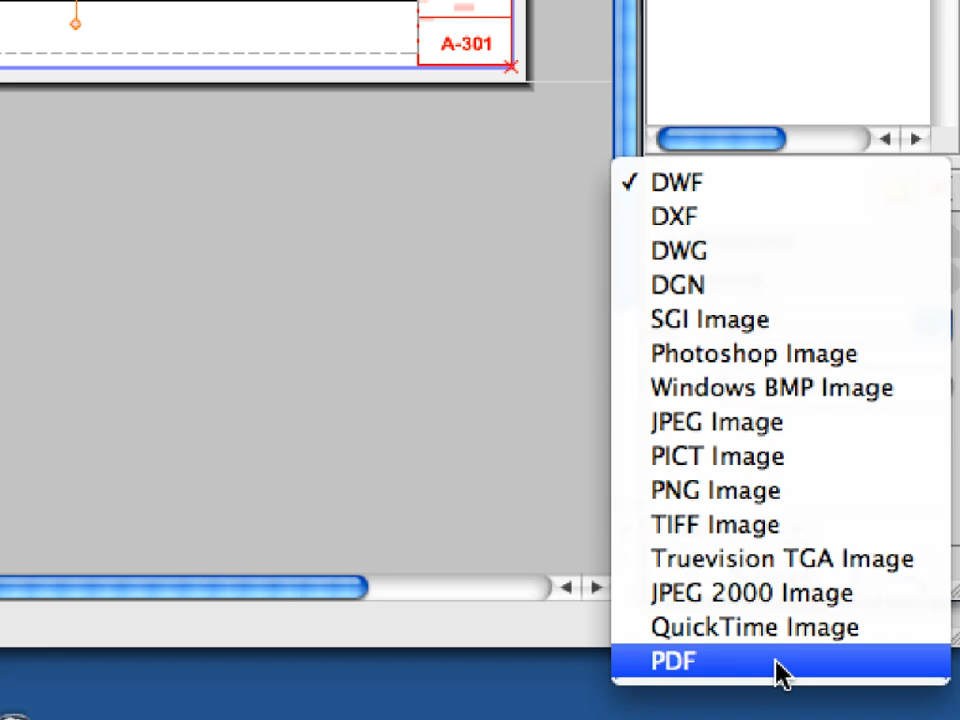 A-301
DWF
DXF
DWG
DGN
SGI Image
Photoshop Image
Windows BMP Image
JPEG Image
PICT Image
PNG Image
TIFF Image
Truevision TGA Image
JPEG 2000 Image
QuickTime Image
PDF